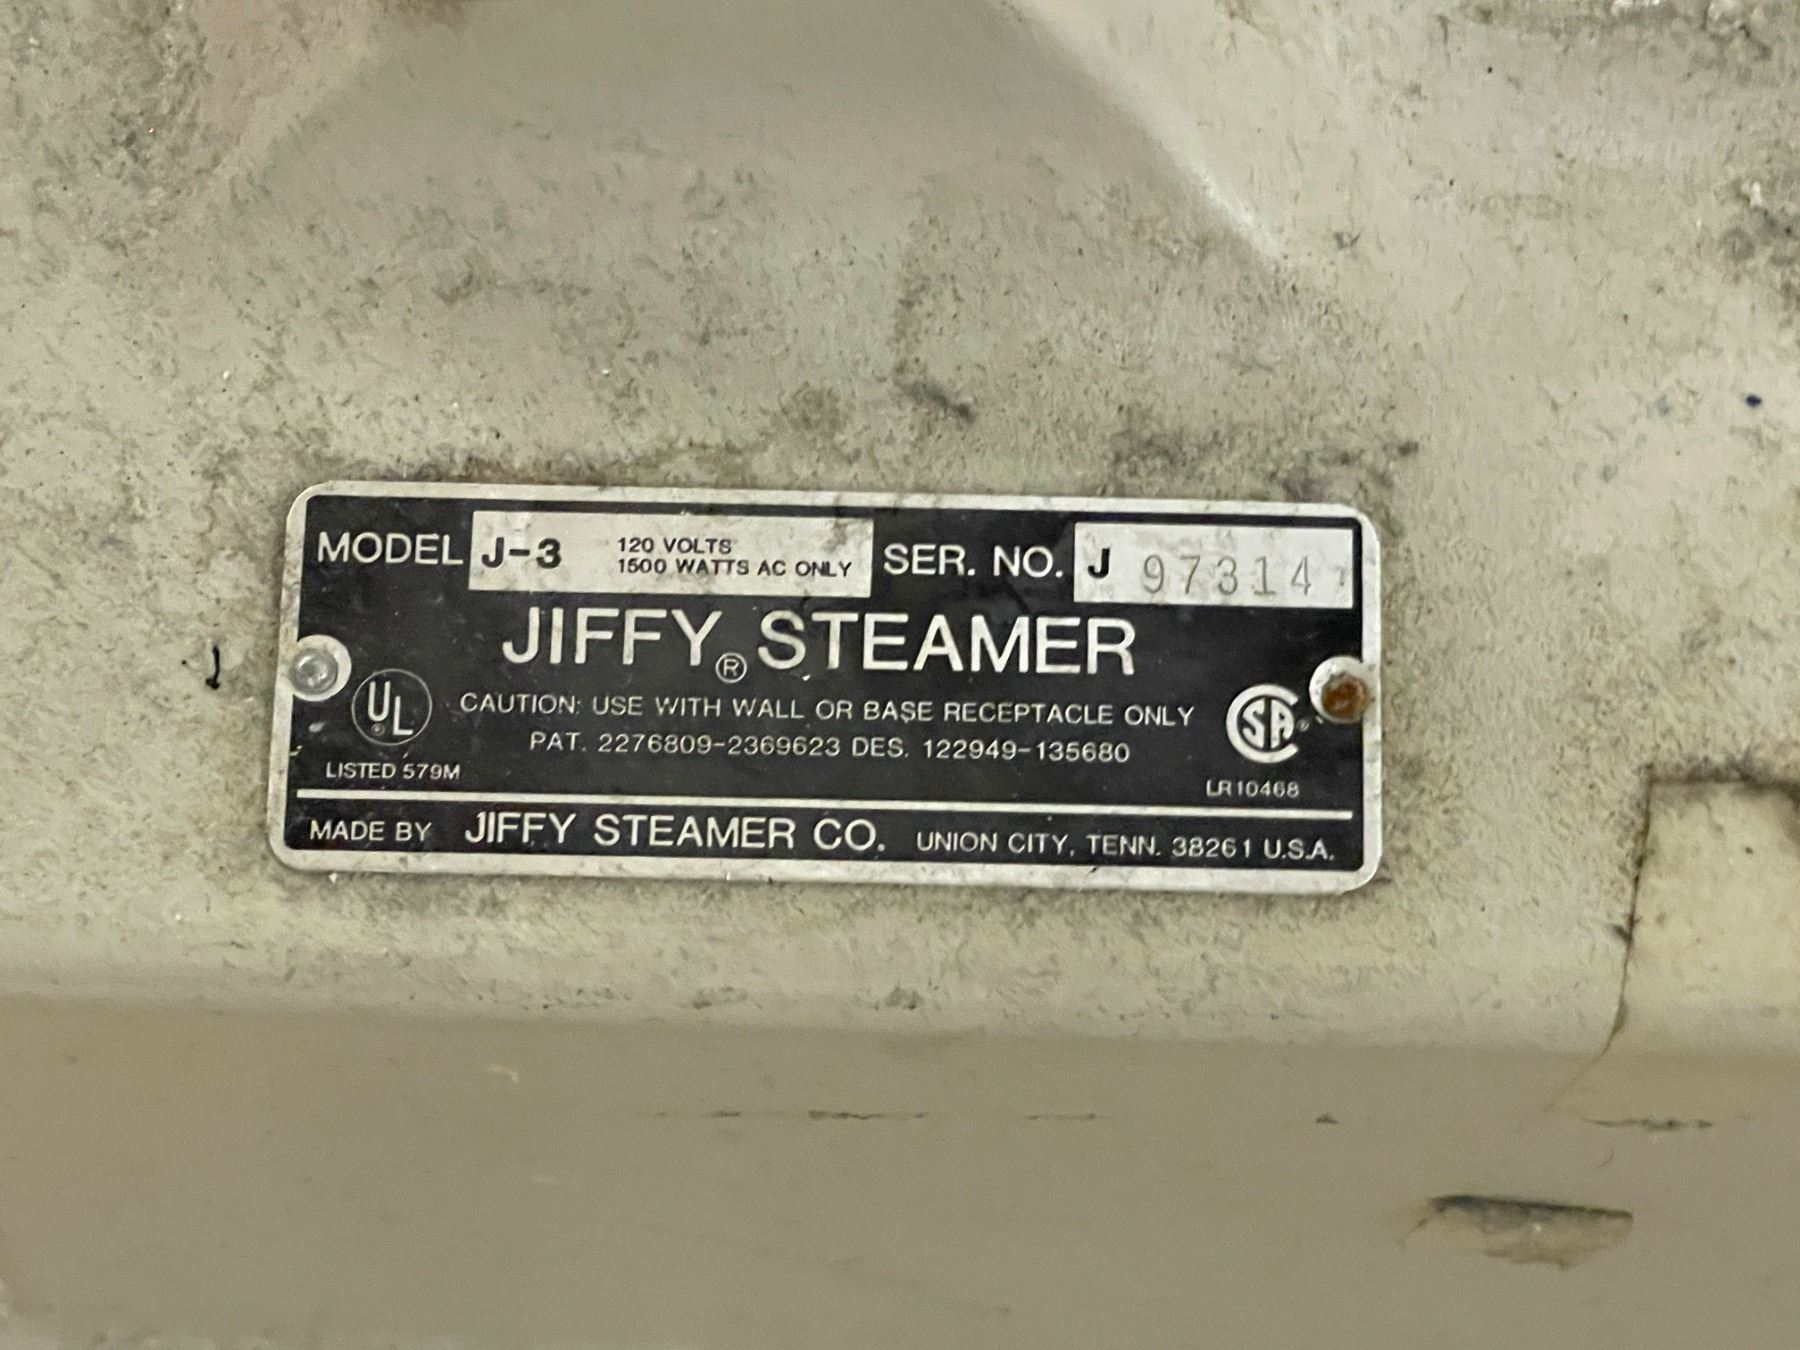 MODEL J-3 120 VOLTS SER. NO. J 97314
1500 WATTS AC ONLY
JIFFY® STEAMER
UL®
CAUTION: USE WITH WALL OR BASE RECEPTACLE ONLY
SA®
PAT. 2276809-2369623 DES. 122949-135680
LISTED 579M
LR10468
MADE BY JIFFY STEAMER CO. UNION CITY, TENN. 38261 U.S.A.